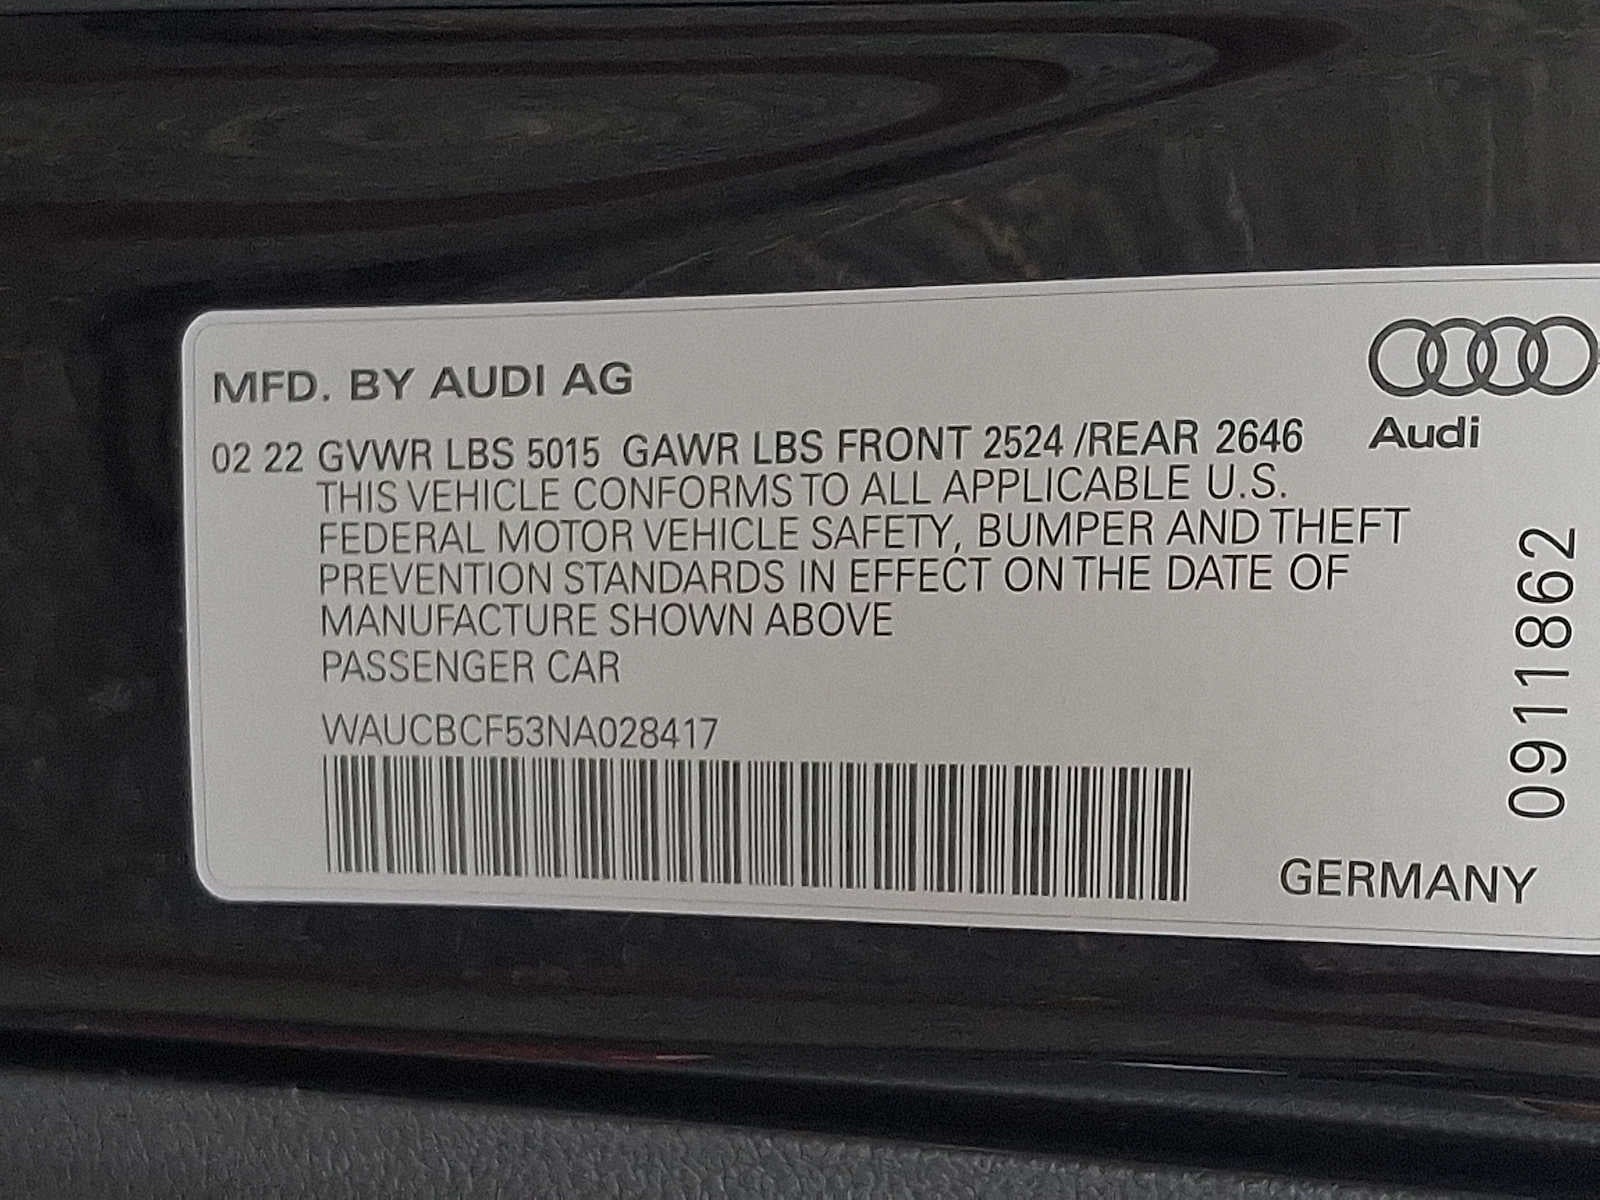 MFD. BY AUDI AG
Audi
02 22 GVWR LBS 5015 GAWR LBS FRONT 2524 /REAR 2646
THIS VEHICLE CONFORMS TO ALL APPLICABLE U.S.
FEDERAL MOTOR VEHICLE SAFETY, BUMPER AND THEFT
PREVENTION STANDARDS IN EFFECT ON THE DATE OF
MANUFACTURE SHOWN ABOVE
PASSENGER CAR
WAUCBCF53NA028417
0911862
GERMANY